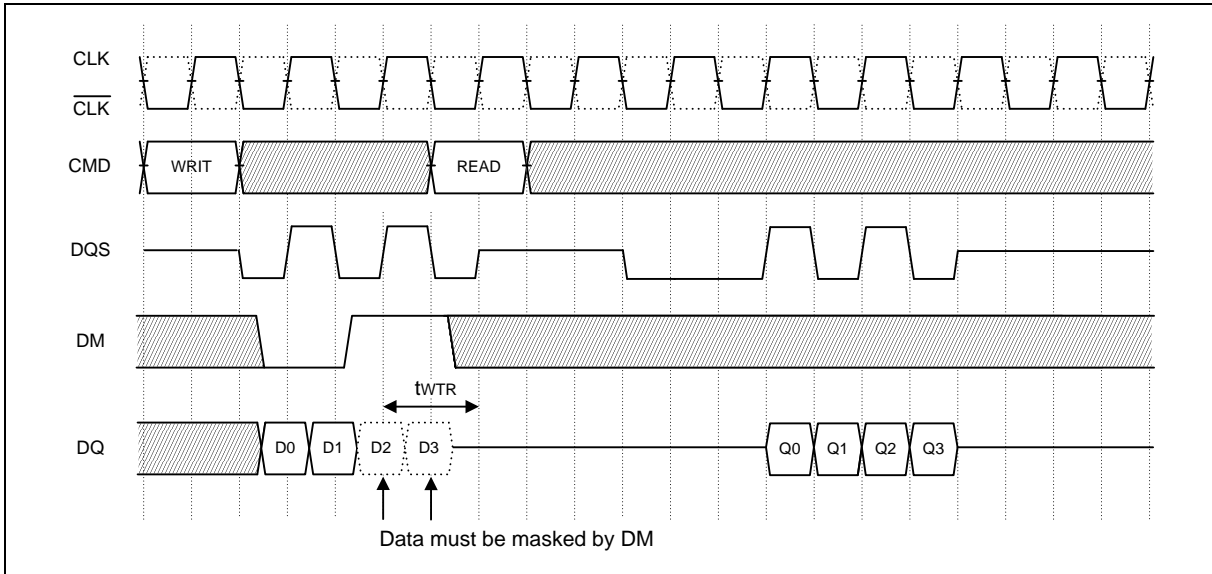 CLK
CLK
CMD WRIT READ
DQS
DM
tWTR
DQ D0 D1 D2 D3 Q0 Q1 Q2 Q3
Data must be masked by DM